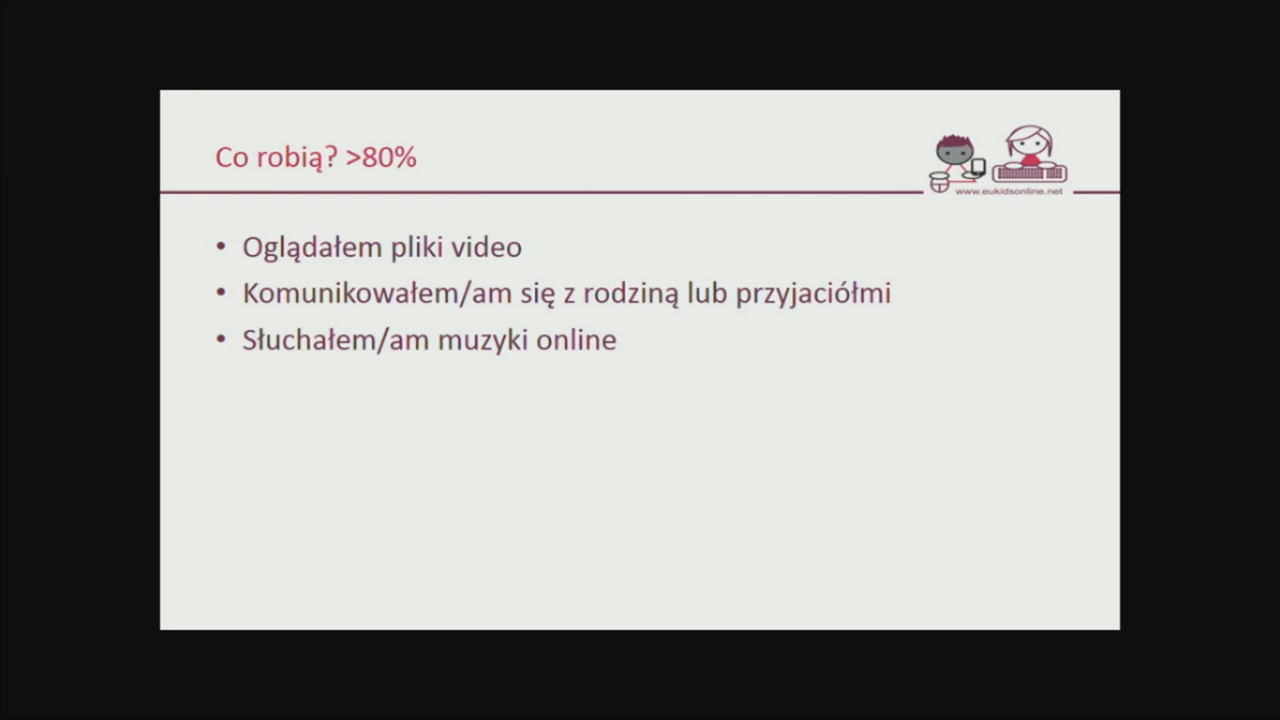 Co robią? >80%
www.eukidsonline.net
• Oglądałem pliki video
• Komunikowałem/am się z rodziną lub przyjaciółmi
• Słuchałem/am muzyki online